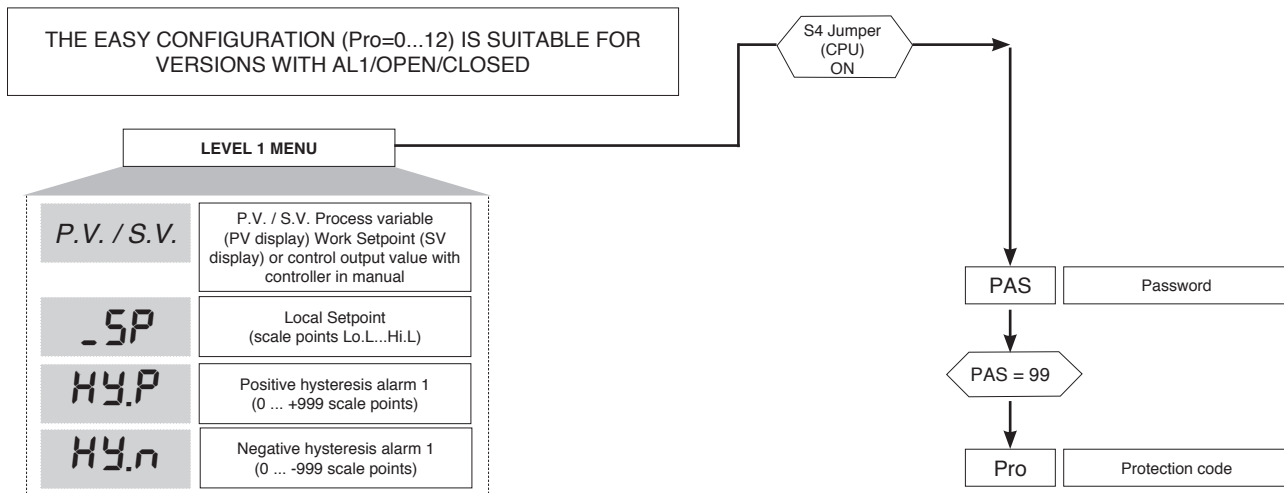 THE EASY CONFIGURATION (Pro=0...12) IS SUITABLE FOR
VERSIONS WITH AL1/OPEN/CLOSED
S4 Jumper
(CPU)
ON
LEVEL 1 MENU
P.V. / S.V.
P.V. / S.V. Process variable
(PV display) Work Setpoint (SV
display) or control output value with
controller in manual
_SP
Local Setpoint
(scale points Lo.L...Hi.L)
HY.P
Positive hysteresis alarm 1
(0 ... +999 scale points)
HY.n
Negative hysteresis alarm 1
(0 ... -999 scale points)
PAS
Password
PAS = 99
Pro
Protection code